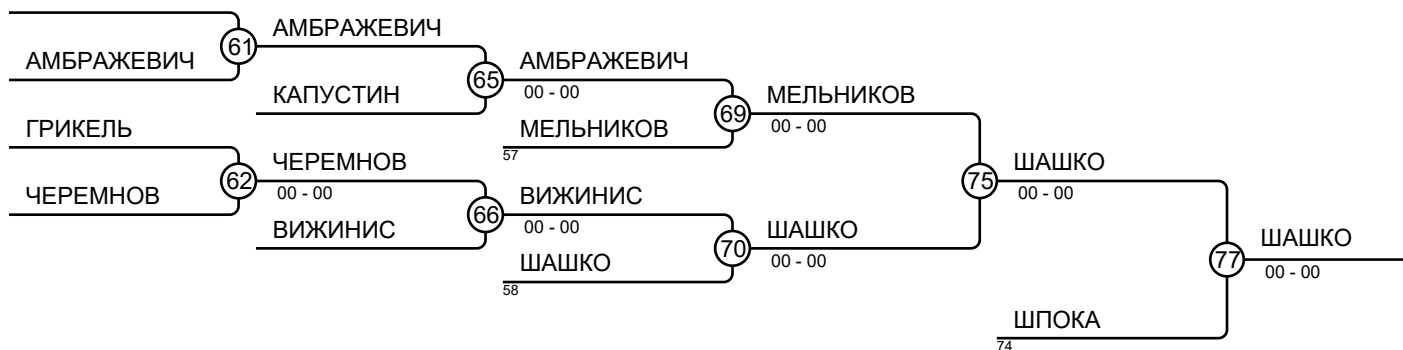 АМБРАЖЕВИЧ
61
АМБРАЖЕВИЧ
КАПУСТИН
65
АМБРАЖЕВИЧ
00 - 00
МЕЛЬНИКОВ
57
69
МЕЛЬНИКОВ
00 - 00
ГРИКЕЛЬ
ЧЕРЕМНОВ
62
ЧЕРЕМНОВ
00 - 00
ВИЖИНИС
66
ВИЖИНИС
00 - 00
ШАШКО
58
70
ШАШКО
00 - 00
75
ШАШКО
00 - 00
ШПОКА
74
77
ШАШКО
00 - 00